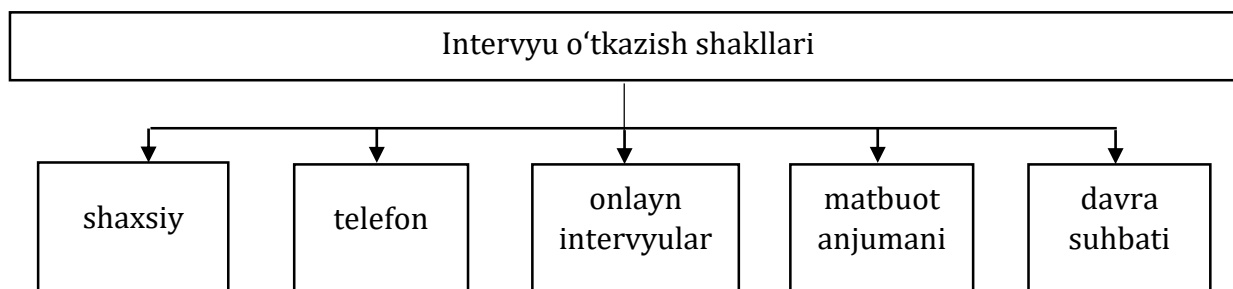 Intervyu o‘tkazish shakllari
shaxsiy
telefon
onlayn
intervyular
matbuot
anjumani
davra
suhbati